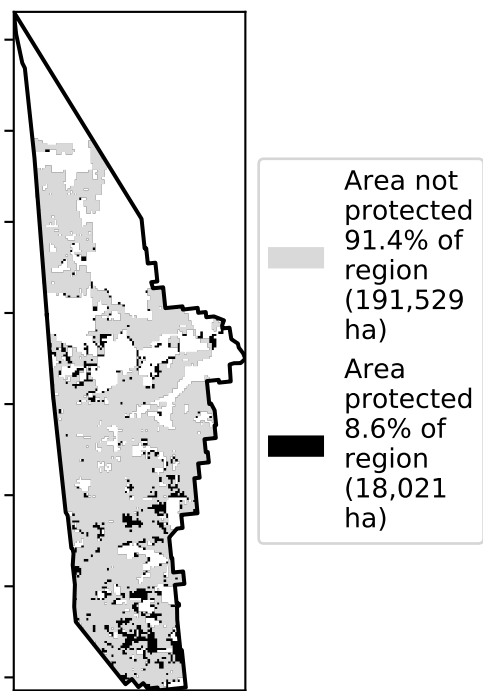 Area not
protected
91.4% of
region
(191,529
ha)
Area
protected
8.6% of
region
(18,021
ha)